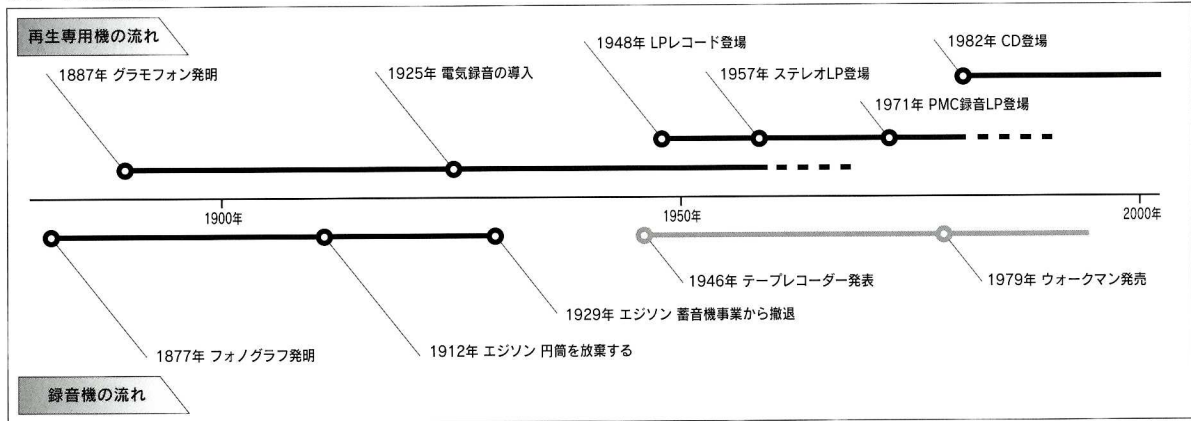 再生専用機の流れ
1887年 グラモフォン発明
1925年 電気録音の導入
1948年 LPレコード登場
1957年 ステレオLP登場
1971年 PMC録音LP登場
1982年 CD登場
1900年
1950年
2000年
1946年 テープレコーダー発表
1979年 ウォークマン発売
1929年 エジソン 蓄音機事業から撤退
1912年 エジソン 円筒を放棄する
1877年 フォノグラフ発明
録音機の流れ